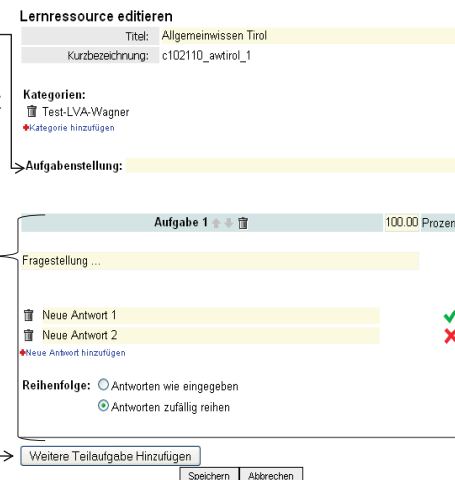 Lernressource editieren
Titel: Allgemeinwissen Tirol
Kurzbezeichnung: c102110_awtirol_1
Kategorien:
Test-LVA-Wagner
Kategorie hinzufügen
Aufgabenstellung:
Aufgabe 1 100.00 Prozen
Fragestellung ...
Neue Antwort 1
Neue Antwort 2
Neue Antwort hinzufügen
Reihenfolge: Antworten wie eingegeben
Antworten zufällig reihen
Weitere Teilaufgabe Hinzufügen
Speichern Abbrechen